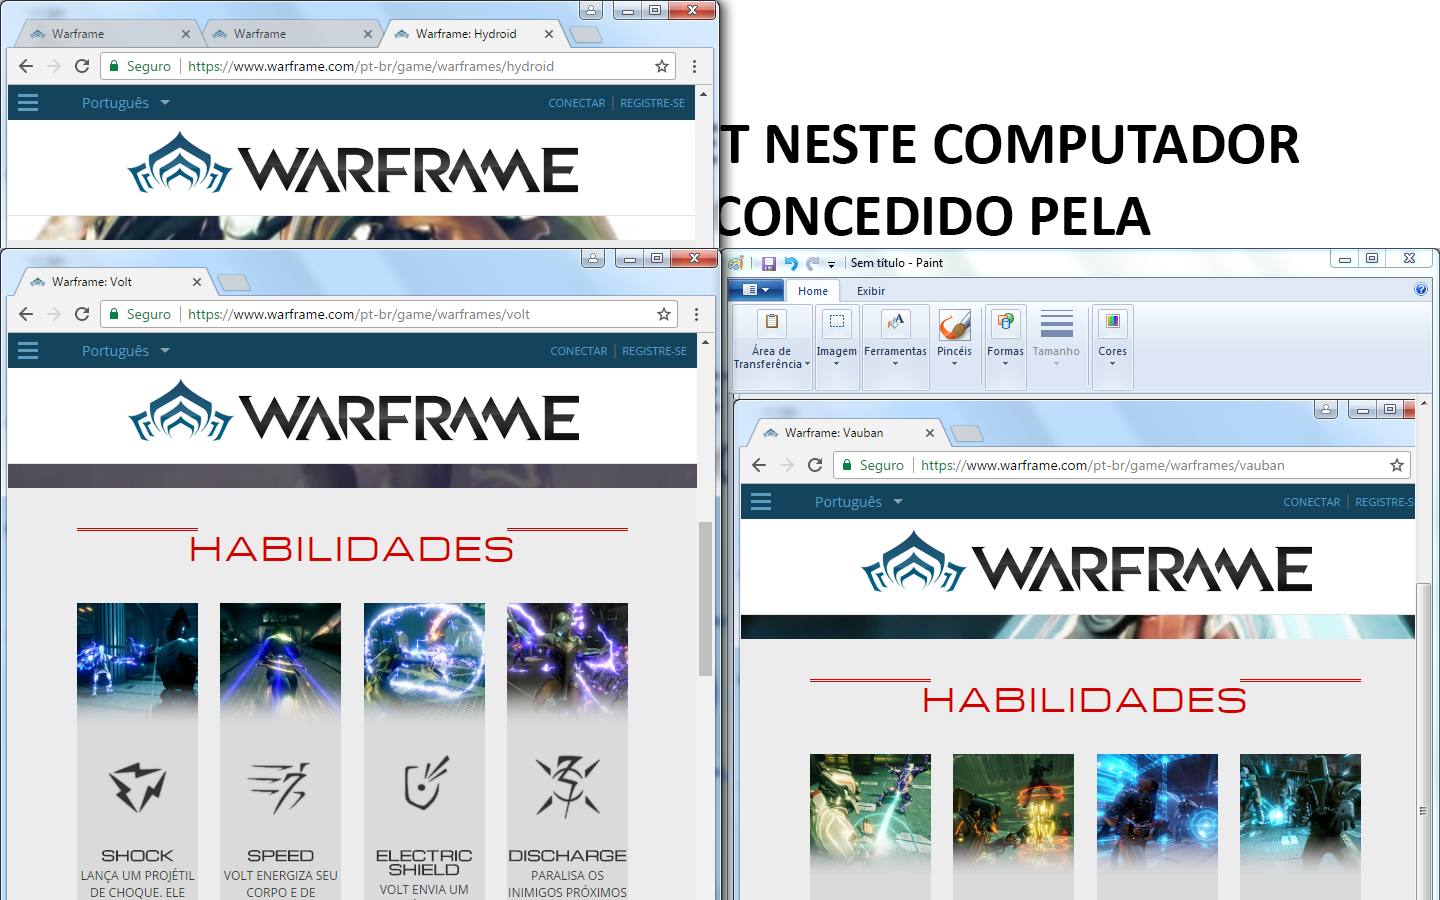 Warframe
Warframe
Warframe: Hydroid
Seguro
https://www.warframe.com/pt-br/game/warframes/hydroid
Português
CONECTAR
REGISTRE-SE
WARFRAME
T NESTE COMPUTADOR
CONCEDIDO PELA
Warframe: Volt
Seguro
https://www.warframe.com/pt-br/game/warframes/volt
Português
CONECTAR
REGISTRE-SE
WARFRAME
HABILIDADES
SHOCK
LANÇA UM PROJÉTIL
DE CHOQUE. ELE
SPEED
VOLT ENERGIZA SEU
CORPO E DE
ELECTRIC
SHIELD
VOLT ENVIA UM
DISCHARGE
PARALISA OS
INIMIGOS PRÓXIMOS
Sem título - Paint
Home
Exibir
Área de
Transferência
Imagem
Ferramentas
Pincéis
Formas
Tamanho
Cores
Warframe: Vauban
Seguro
https://www.warframe.com/pt-br/game/warframes/vauban
Português
CONECTAR
REGISTRE-S
WARFRAME
HABILIDADES